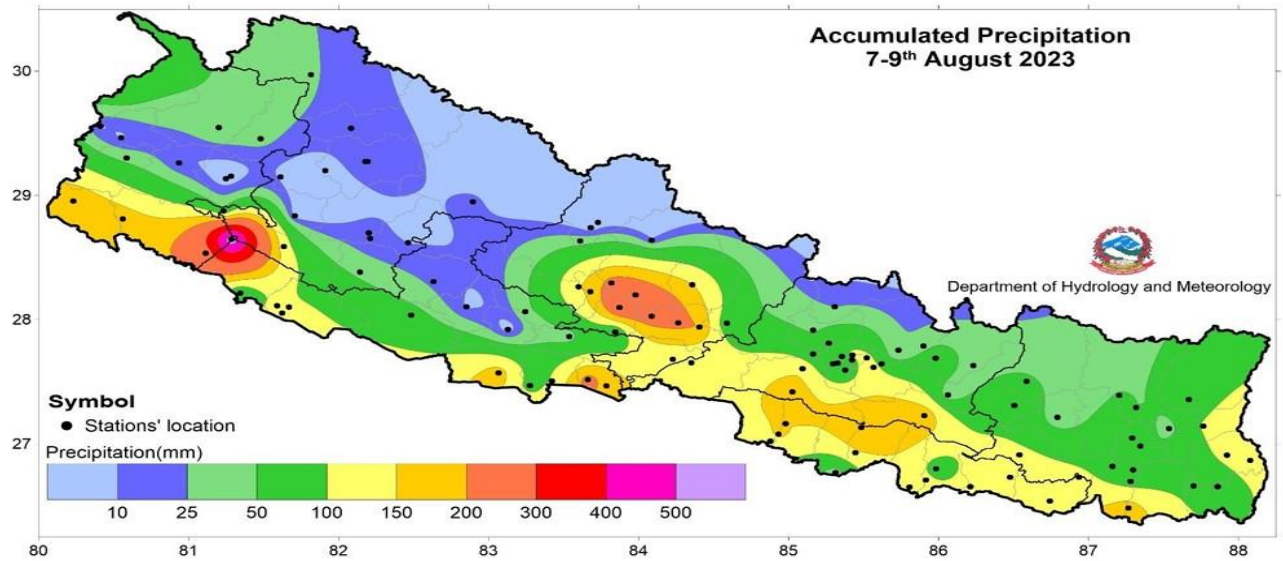 Accumulated Precipitation
7-9th August 2023
30
29
28
27
Department of Hydrology and Meteorology
Symbol
Stations' location
Precipitation(mm)
10 25 50 100 150 200 300 400 500
80 81 82 83 84 85 86 87 88